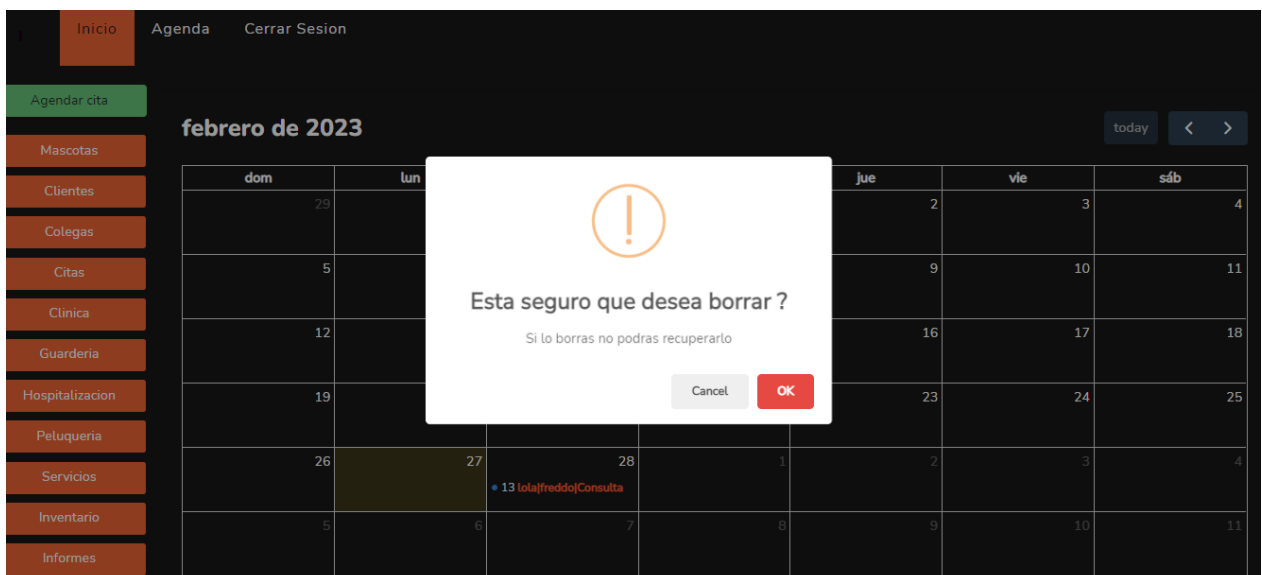 Inicio Agenda Cerrar Sesion
Agendar cita
Mascotas
Clientes
Colegas
Citas
Clinica
Guarderia
Hospitalizacion
Peluqueria
Servicios
Inventario
Informes
febrero de 2023
today
dom lun jue vie sáb
29 2 3 4
5 9 10 11
12 16 17 18
19 23 24 25
26 27 28 1 2 3 4
13 lola|freddo|Consulta
5 6 7 8 9 10 11
Esta seguro que desea borrar ?
Si lo borras no podras recuperarlo
Cancel OK